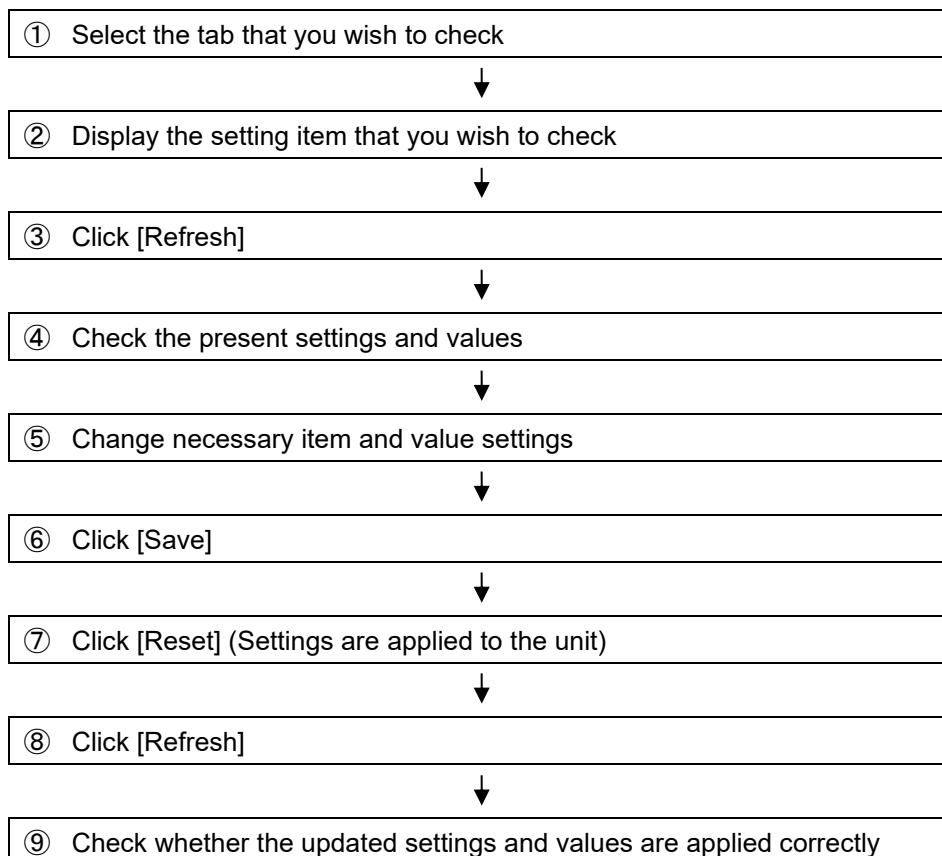 ① Select the tab that you wish to check
② Display the setting item that you wish to check
③ Click [Refresh]
④ Check the present settings and values
⑤ Change necessary item and value settings
⑥ Click [Save]
⑦ Click [Reset] (Settings are applied to the unit)
⑧ Click [Refresh]
⑨ Check whether the updated settings and values are applied correctly